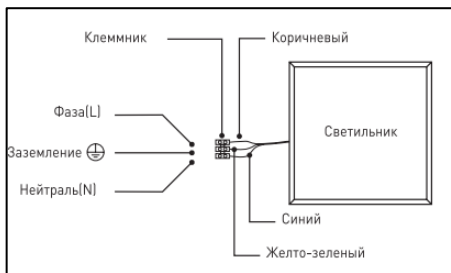 Клеммник
Коричневый
Фаза(L)
Светильник
Заземление
Нейтраль(N)
Синий
Желто-зеленый